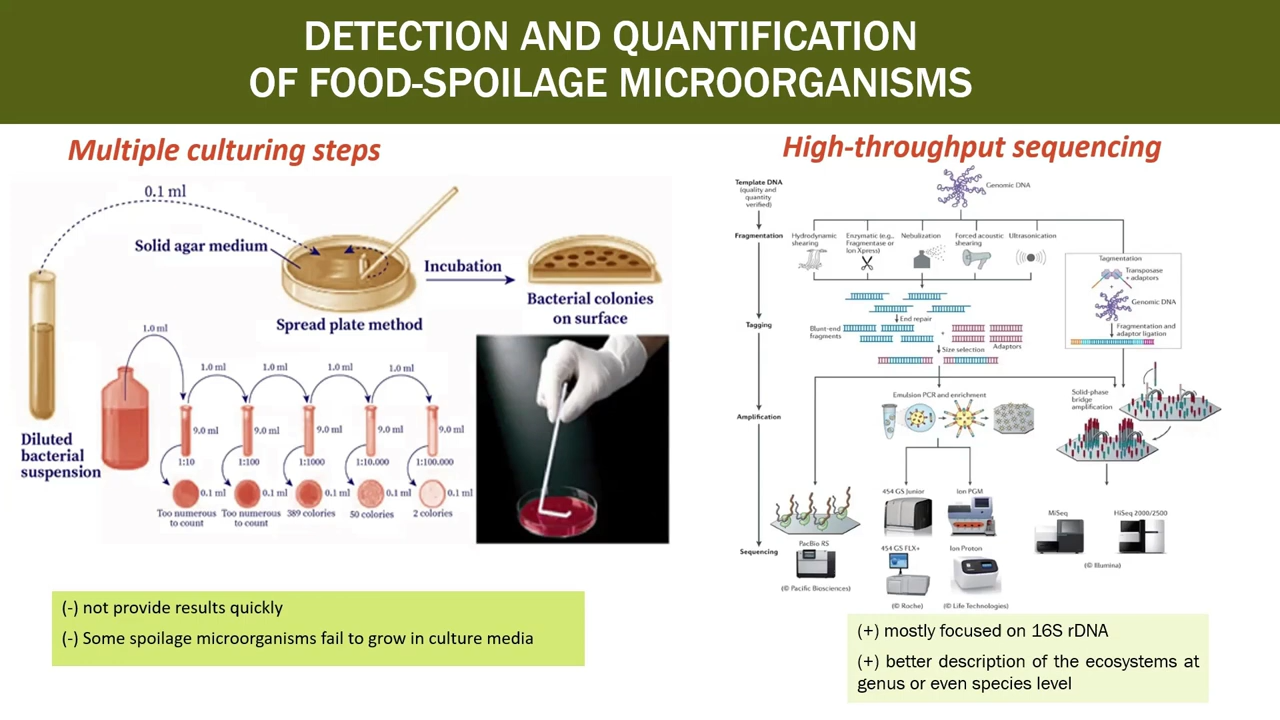 DETECTION AND QUANTIFICATION
OF FOOD-SPOILAGE MICROORGANISMS
Multiple culturing steps
0.1 ml
Solid agar medium
Incubation
Spread plate method
Bacterial colonies
on surface
Diluted
bacterial
suspension
1.0 ml
1.0 ml
1.0 ml
1.0 ml
1.0 ml
9.0 ml
9.0 ml
9.0 ml
9.0 ml
9.0 ml
1:10
1:100
1:1000
1:10.000
1:100.000
0.1 ml
0.1 ml
0.1 ml
0.1 ml
0.1 ml
Too numerous
to count
Too numerous
to count
389 colories
50 colories
2 colories
(-) not provide results quickly
(-) Some spoilage microorganisms fail to grow in culture media
High-throughput sequencing
Template DNA
(quality and
quantity
verified)
Genomic DNA
Fragmentation
Hydrodynamic
shearing
Enzymatic (e.g.,
Fragmentase or
Ion Xpress)
Nebulization
Forced acoustic
shearing
Ultrasonication
Tagmentation
Transposase
+ adaptors
+
Genomic DNA
Fragmentation and
adaptor ligation
Tagging
End repair
Blunt-end
fragments
+
Adaptors
Size selection
Amplification
Emulsion PCR and enrichment
Solid-phase
bridge
amplification
Sequencing
PacBio RS
(© Pacific Biosciences)
454 GS Junior
454 GS FLX+
(© Roche)
Ion PGM
Ion Proton
(© Life Technologies)
MiSeq
HiSeq 2000/2500
(© Illumina)
(+) mostly focused on 16S rDNA
(+) better description of the ecosystems at
genus or even species level